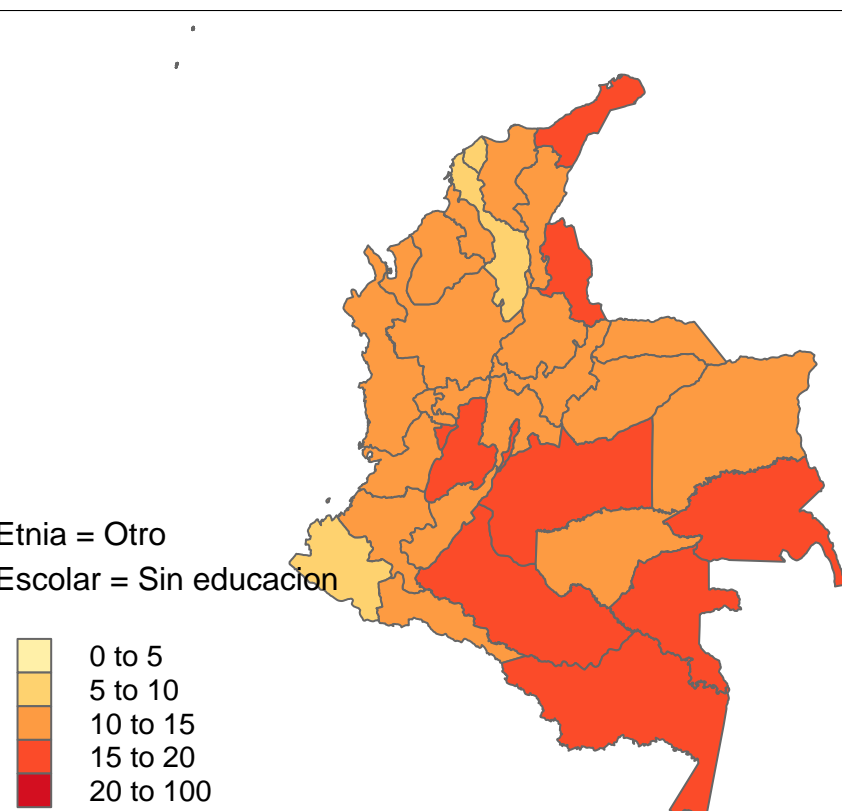 Etnia = Otro
Escolar = Sin educacion
0 to 5
5 to 10
10 to 15
15 to 20
20 to 100